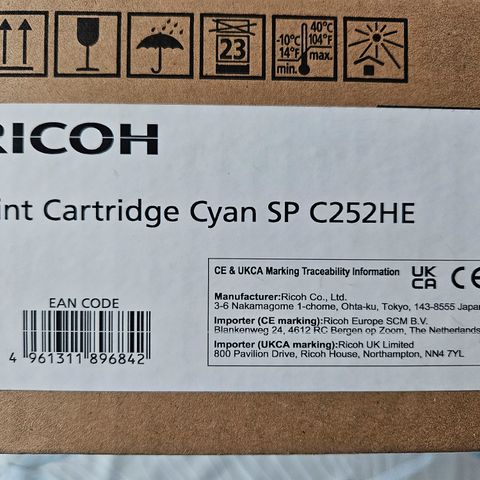 23
-10°C
14°F
min.
40°C
104°F
max.
RICOH
int Cartridge Cyan SP C252HE
EAN CODE
4 961311 896842
CE & UKCA Marking Traceability Information
UK
CA
CE
Manufacturer:Ricoh Co., Ltd.
3-6 Nakamagome 1-chome, Ohta-ku, Tokyo, 143-8555 Japan
Importer (CE marking):Ricoh Europe SCM B.V.
Blankenweg 24, 4612 RC Bergen op Zoom, The Netherlands
Importer (UKCA marking):Ricoh UK Limited
800 Pavilion Drive, Ricoh House, Northampton, NN4 7YL